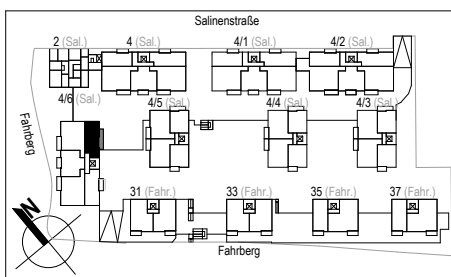 Salinenstraße
2 (Sal.) 4 (Sal.) 4/1 (Sal.) 4/2 (Sal.)
4/6 (Sal.) 4/5 (Sal.) 4/4 (Sal.) 4/3 (Sal.)
Fahrberg
31 (Fahr.) 33 (Fahr.) 35 (Fahr.) 37 (Fahr.)
N
Fahrberg